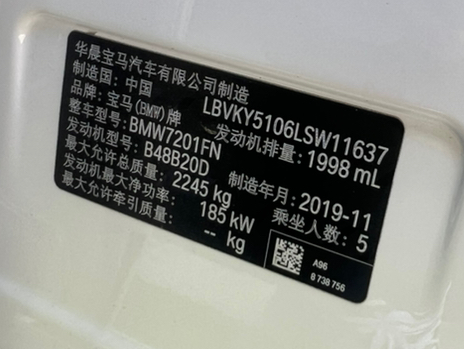 华晨宝马汽车有限公司制造
制造国：中国 LBVKY5106LSW11637
品牌：宝马(BMW)牌
整车型号：BMW7201FN 发动机排量：1998 mL
发动机型号：B48B20D
最大允许总质量：2245 kg 制造年月：2019-11
发动机最大净功率：185 kW 乘坐人数：5
最大允许牵引质量：-- kg
A96
8 738 756